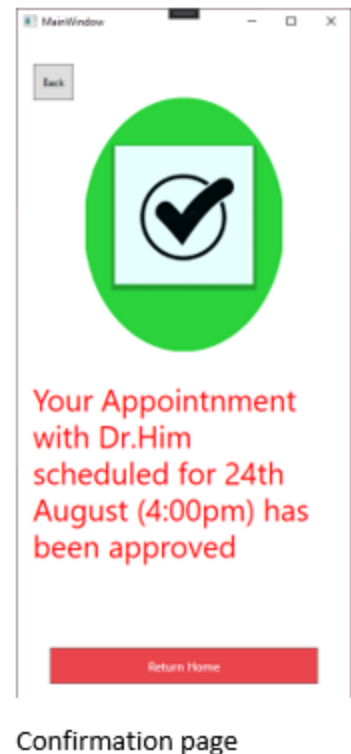 MainWindow
Back
Your Appointnment
with Dr.Him
scheduled for 24th
August (4:00pm) has
been approved
Return Home
Confirmation page